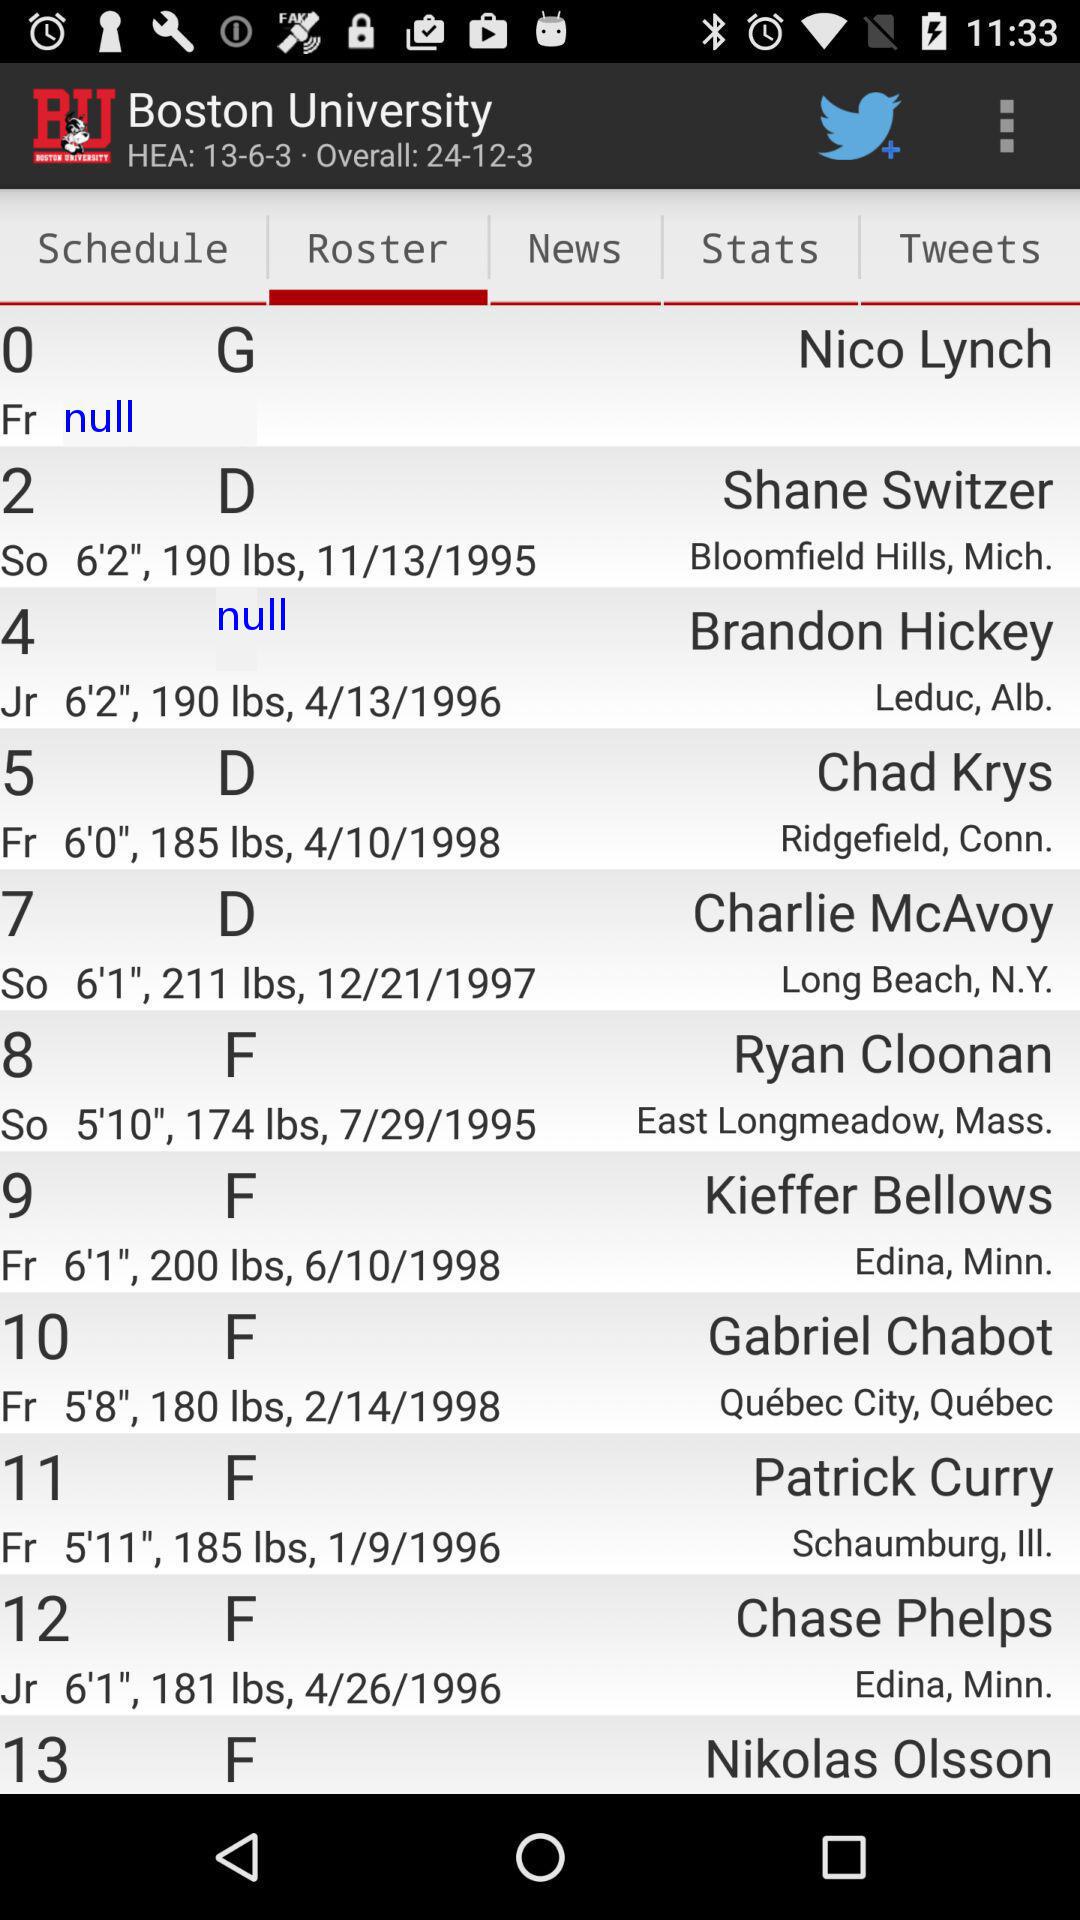 FAKE
11:33
BU
BOSTON UNIVERSITY
Boston University
HEA: 13-6-3 · Overall: 24-12-3
Schedule Roster News Stats Tweets
0 G Nico Lynch
Fr null
2 D Shane Switzer
So 6'2", 190 lbs, 11/13/1995 Bloomfield Hills, Mich.
4 null Brandon Hickey
Jr 6'2", 190 lbs, 4/13/1996 Leduc, Alb.
5 D Chad Krys
Fr 6'0", 185 lbs, 4/10/1998 Ridgefield, Conn.
7 D Charlie McAvoy
So 6'1", 211 lbs, 12/21/1997 Long Beach, N.Y.
8 F Ryan Cloonan
So 5'10", 174 lbs, 7/29/1995 East Longmeadow, Mass.
9 F Kieffer Bellows
Fr 6'1", 200 lbs, 6/10/1998 Edina, Minn.
10 F Gabriel Chabot
Fr 5'8", 180 lbs, 2/14/1998 Québec City, Québec
11 F Patrick Curry
Fr 5'11", 185 lbs, 1/9/1996 Schaumburg, Ill.
12 F Chase Phelps
Jr 6'1", 181 lbs, 4/26/1996 Edina, Minn.
13 F Nikolas Olsson